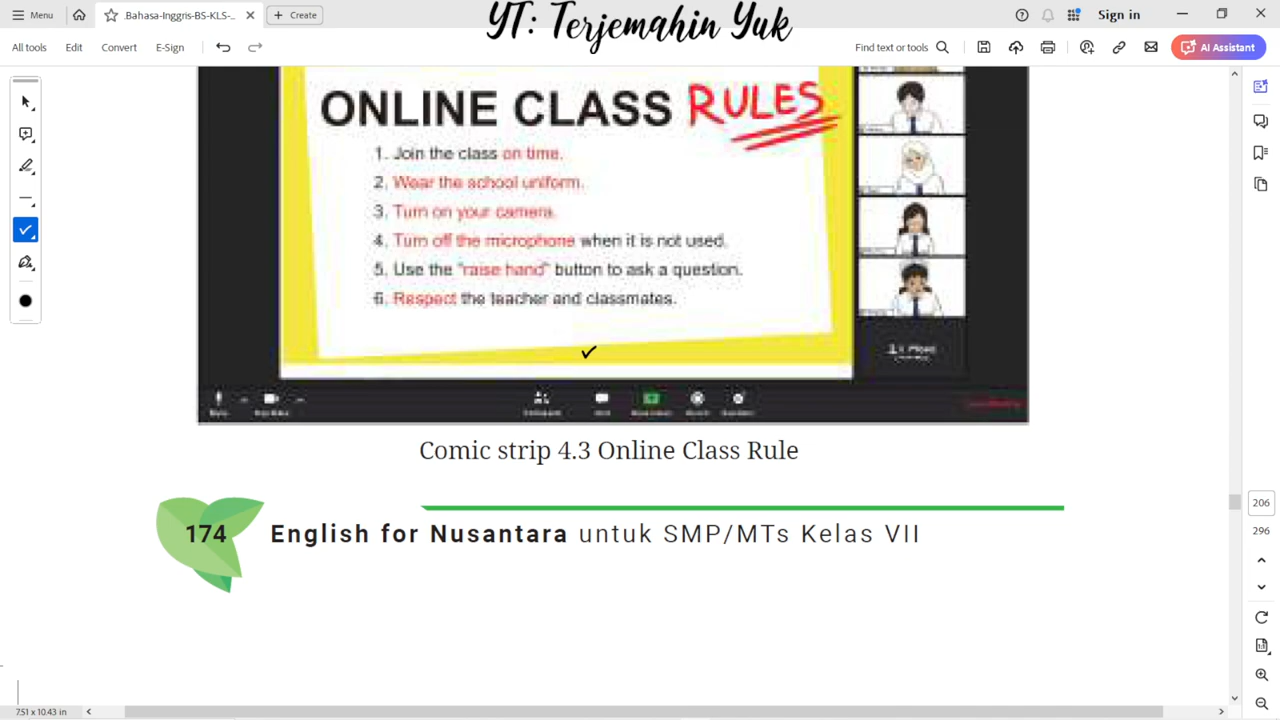 Menu
.Bahasa-Inggris-BS-KLS-...
Create
YT: Terjemahin Yuk
Sign in
All tools
Edit
Convert
E-Sign
Find text or tools
AI Assistant
ONLINE CLASS RULES
1. Join the class on time.
2. Wear the school uniform.
3. Turn on your camera.
4. Turn off the microphone when it is not used.
5. Use the "raise hand" button to ask a question.
6. Respect the teacher and classmates.
Comic strip 4.3 Online Class Rule
174
English for Nusantara untuk SMP/MTs Kelas VII
206
296
7.51 x 10.43 in